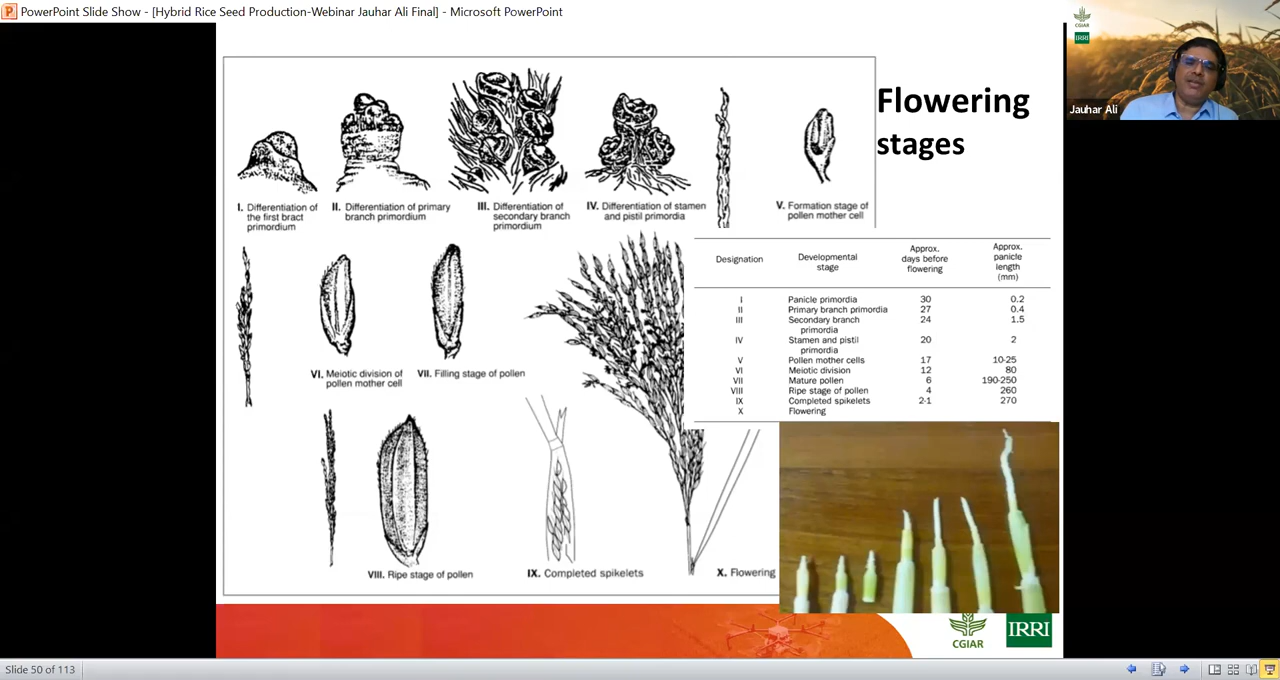 PowerPoint Slide Show - [Hybrid Rice Seed Production-Webinar Jauhar Ali Final] - Microsoft PowerPoint
CGIAR
IRRI
Jauhar Ali
Flowering
stages
I. Differentiation of
the first bract
primordium
II. Differentiation of primary
branch primordium
III. Differentiation of
secondary branch
primordium
IV. Differentiation of stamen
and pistil primordia
V. Formation stage of
pollen mother cell
VI. Meiotic division of
pollen mother cell
VII. Filling stage of pollen
VIII. Ripe stage of pollen
IX. Completed spikelets
X. Flowering
Designation
Developmental
stage
Approx.
days before
flowering
Approx.
panicle
length
(mm)
I Panicle primordia 30 0.2
II Primary branch primordia 27 0.4
III Secondary branch 24 1.5
primordia
IV Stamen and pistil 20 2
primordia
V Pollen mother cells 17 10-25
VI Meiotic division 12 80
VII Mature pollen 6 190-250
VIII Ripe stage of pollen 4 260
IX Completed spikelets 2-1 270
X Flowering
CGIAR
IRRI
Slide 50 of 113